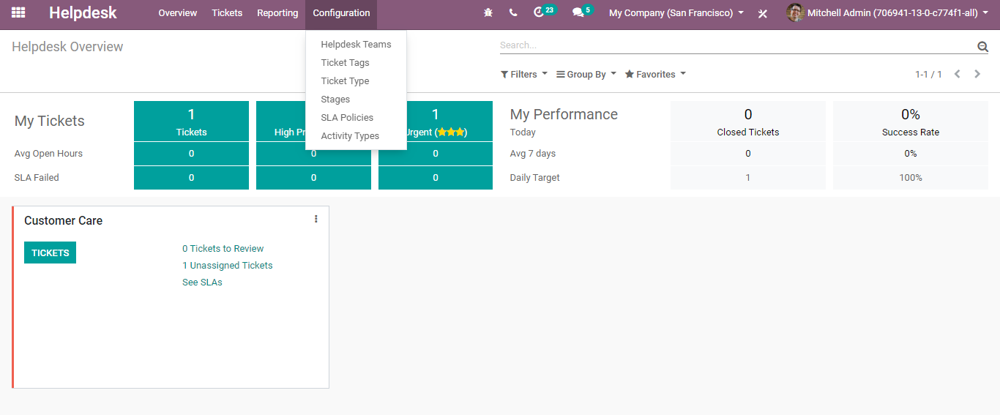 Helpdesk Overview Tickets Reporting Configuration 23 5 My Company (San Francisco) Mitchell Admin (706941-13-0-c774f1-all)
Helpdesk Overview
Search...
Helpdesk Teams
Ticket Tags
Ticket Type
Stages
SLA Policies
Activity Types
Filters Group By Favorites 1-1 / 1
My Tickets
1
Tickets
High Pr
1
Urgent ( )
Avg Open Hours 0 0 0
SLA Failed 0 0 0
My Performance
Today
0
Closed Tickets
0%
Success Rate
Avg 7 days 0 0%
Daily Target 1 100%
Customer Care
TICKETS
0 Tickets to Review
1 Unassigned Tickets
See SLAs